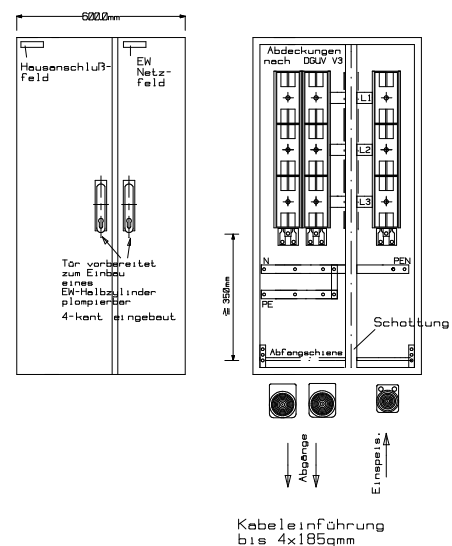 600.0mm
Hausanschluß-
feld
EW
Netz-
feld
Tür vorbereitet
zum Einbau
eines
EW-Halbzylinder
plompierbar
4-kant eingebaut
Abdeckungen
nach DGUV V3
L1
L2
L3
N
PEN
PE
≥ 350mm
Schottung
Abfangschiene
Abgänge
Einspeis.
Kabeleinführung
bis 4x185qmm